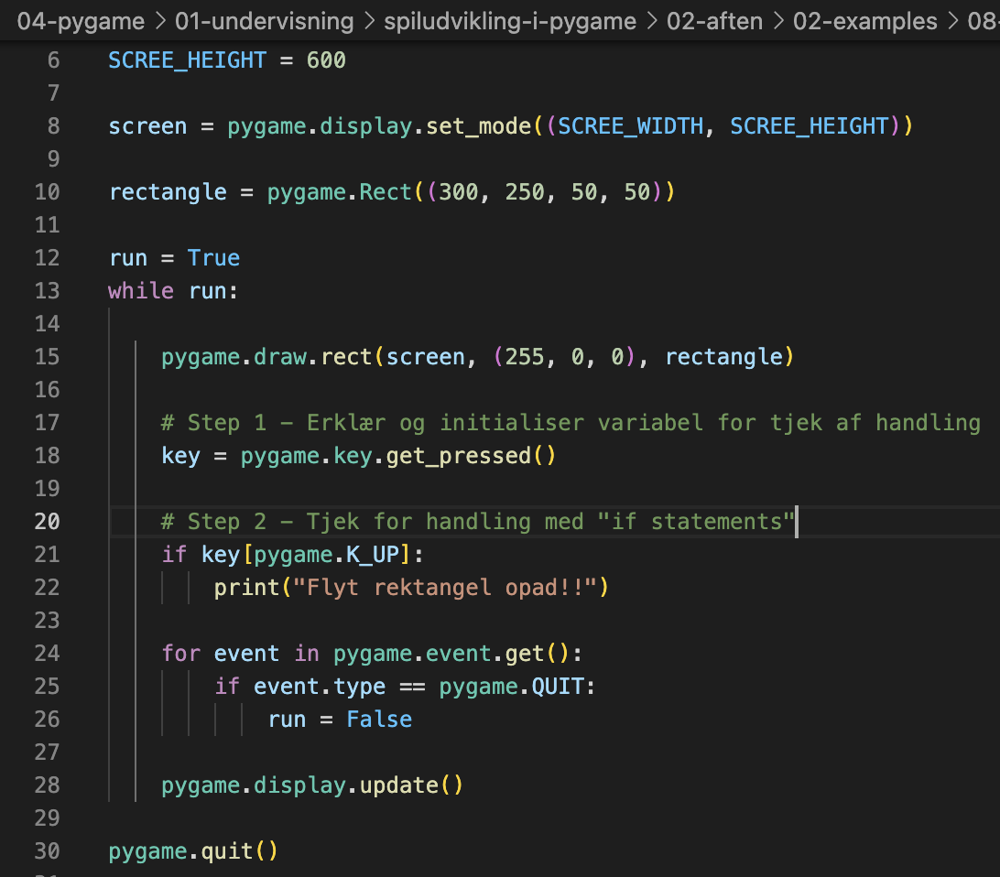 04-pygame > 01-undervisning > spiludvikling-i-pygame > 02-aften > 02-examples > 08-
6 SCREE_HEIGHT = 600
7
8 screen = pygame.display.set_mode((SCREE_WIDTH, SCREE_HEIGHT))
9
10 rectangle = pygame.Rect((300, 250, 50, 50))
11
12 run = True
13 while run:
14
15 pygame.draw.rect(screen, (255, 0, 0), rectangle)
16
17 # Step 1 – Erklær og initialiser variabel for tjek af handling
18 key = pygame.key.get_pressed()
19
20 # Step 2 – Tjek for handling med "if statements"
21 if key[pygame.K_UP]:
22 print("Flyt rektangel opad!!")
23
24 for event in pygame.event.get():
25 if event.type == pygame.QUIT:
26 run = False
27
28 pygame.display.update()
29
30 pygame.quit()